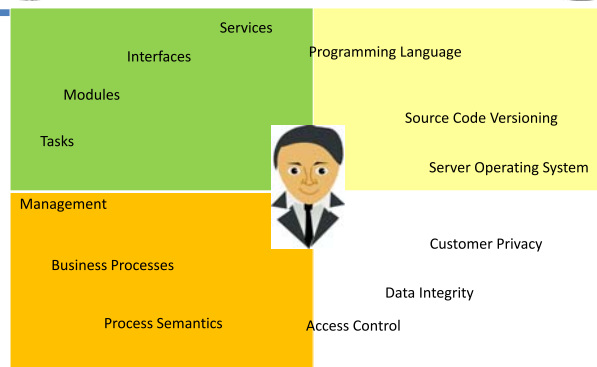 Services
Interfaces
Modules
Tasks
Programming Language
Source Code Versioning
Server Operating System
Management
Business Processes
Process Semantics
Customer Privacy
Data Integrity
Access Control